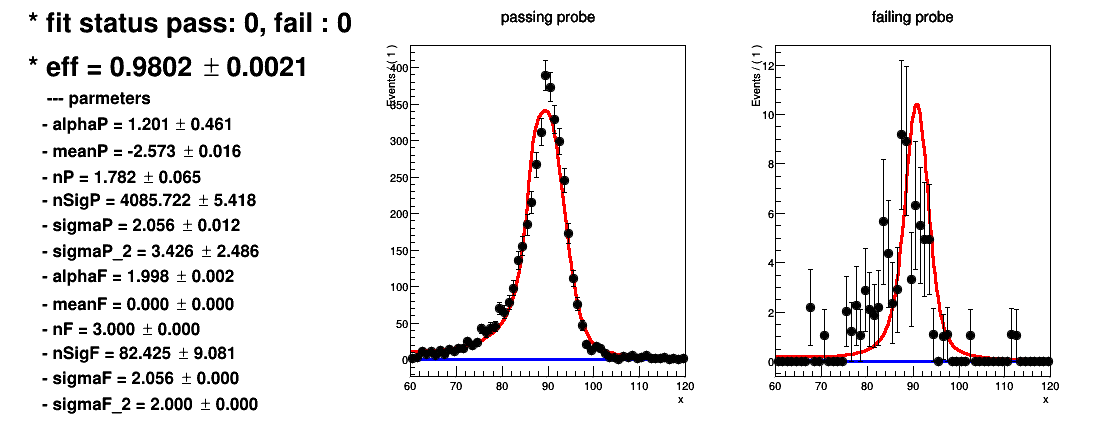 * fit status pass: 0, fail : 0
* eff = 0.9802 ± 0.0021
--- parmeters
- alphaP = 1.201 ± 0.461
- meanP = -2.573 ± 0.016
- nP = 1.782 ± 0.065
- nSigP = 4085.722 ± 5.418
- sigmaP = 2.056 ± 0.012
- sigmaP_2 = 3.426 ± 2.486
- alphaF = 1.998 ± 0.002
- meanF = 0.000 ± 0.000
- nF = 3.000 ± 0.000
- nSigF = 82.425 ± 9.081
- sigmaF = 2.056 ± 0.000
- sigmaF_2 = 2.000 ± 0.000
passing probe
Events / ( 1 )
400
350
300
250
200
150
100
50
0
60 70 80 90 100 110 120
x
failing probe
Events / ( 1 )
12
10
8
6
4
2
0
60 70 80 90 100 110 120
x